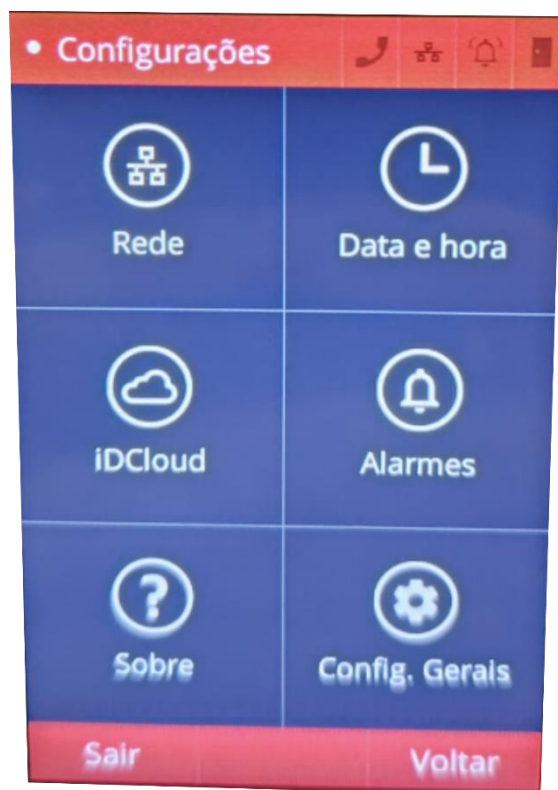 • Configurações
Rede
Data e hora
iDCloud
Alarmes
Sobre
Config. Gerais
Sair
Voltar